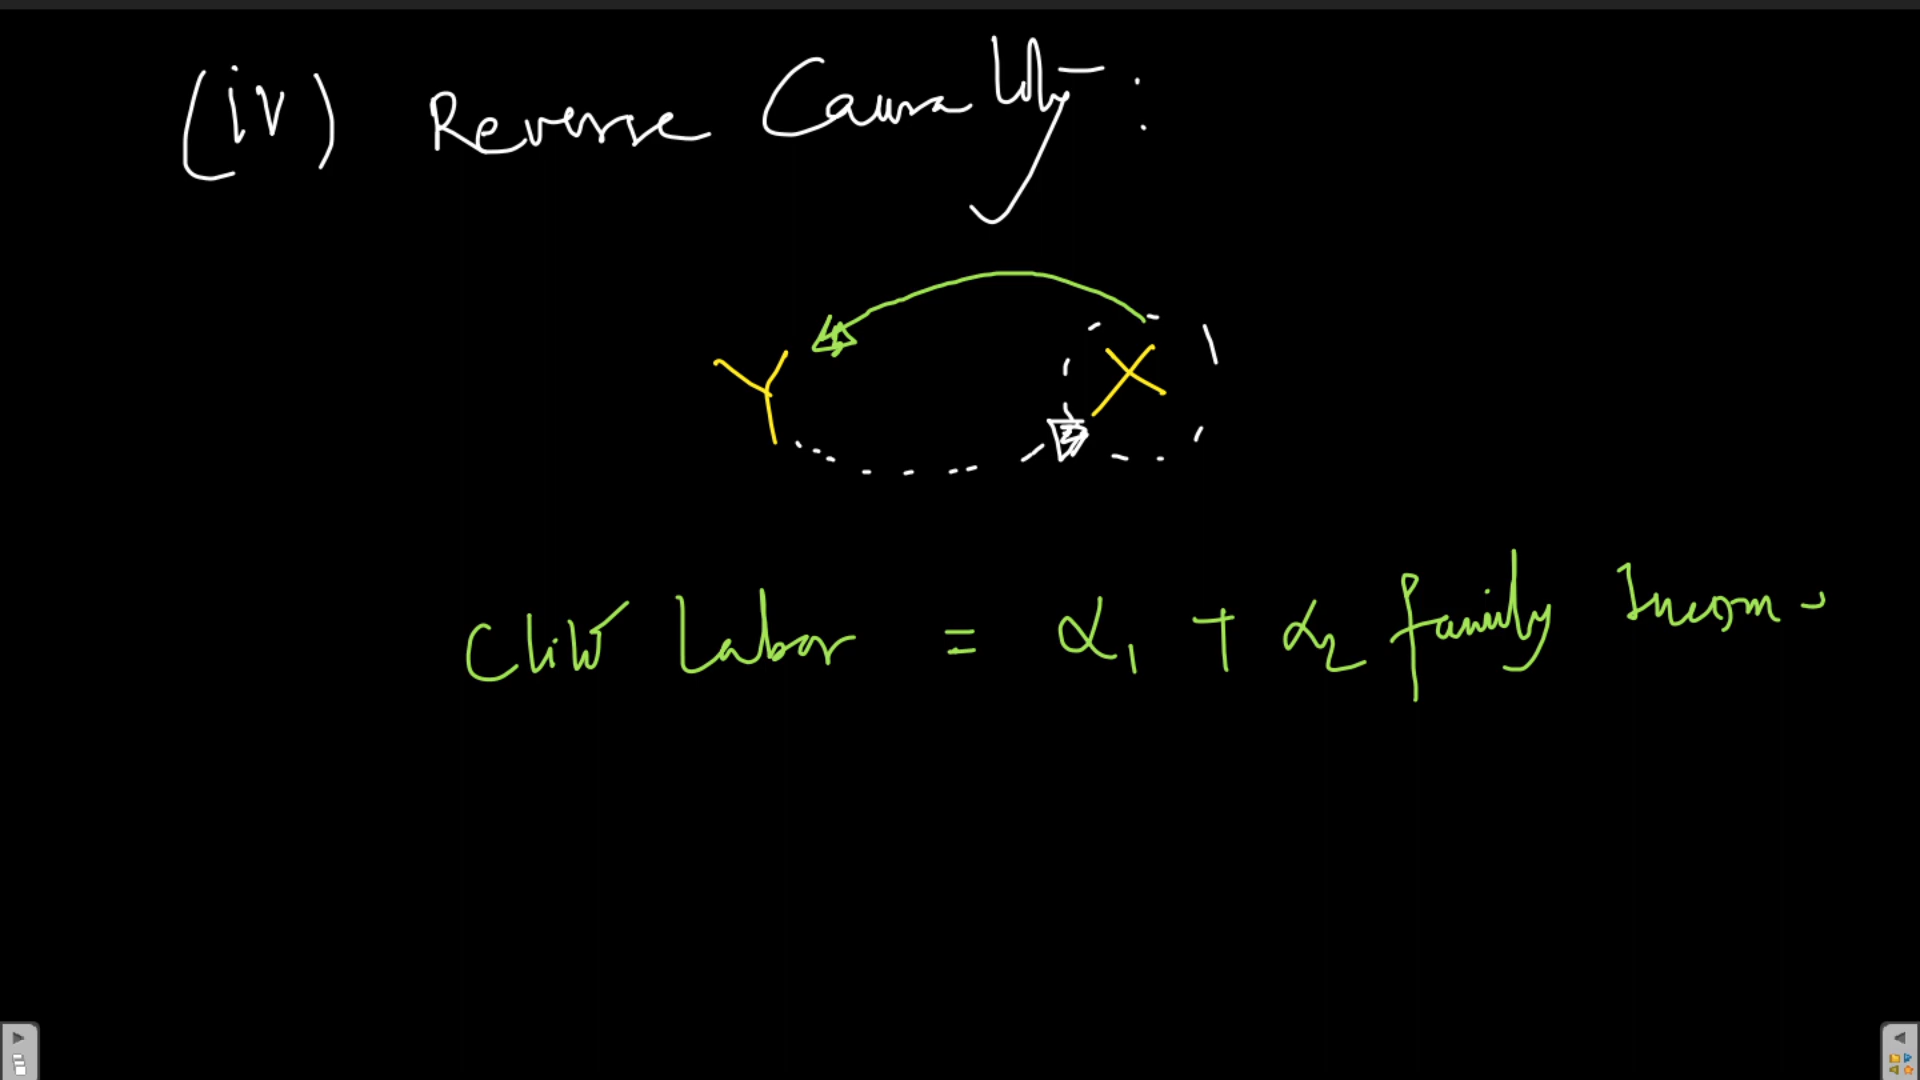 (iv) Reverse Causality :
Y X
Child Labor = α₁ + α₂ family Income